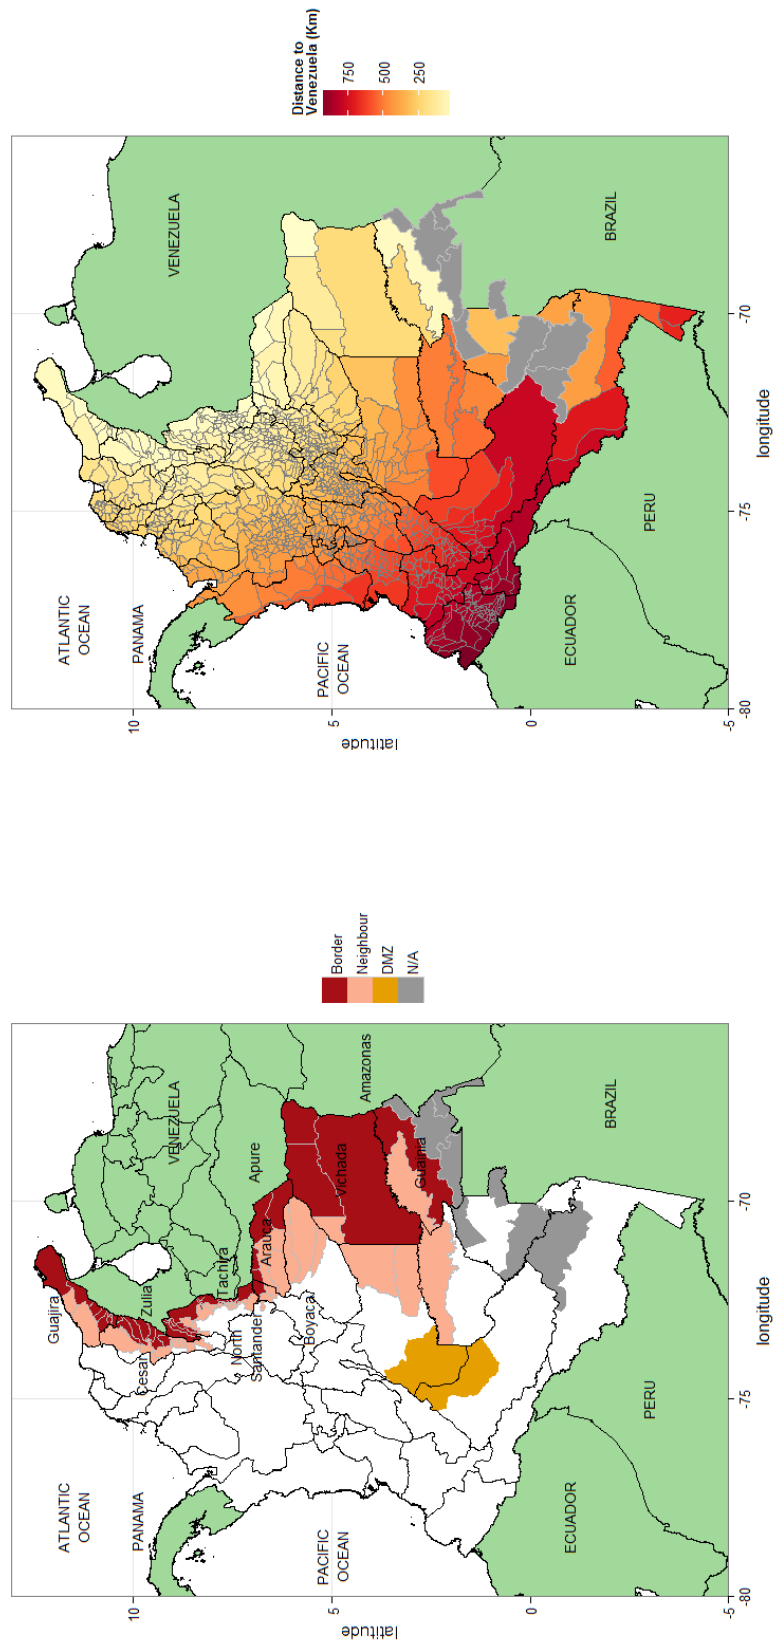 ATLANTIC
OCEAN
PANAMA
PACIFIC
OCEAN
ECUADOR
PERU
BRAZIL
VENEZUELA
Guajira
Cesar
Zulia
North
Santander
Tachira
Boyaca
Arauca
Apure
Vichada
Guainia
Amazonas
10
5
0
-5
latitude
-80
-75
-70
longitude
Border
Neighbour
DMZ
N/A
ATLANTIC
OCEAN
PANAMA
PACIFIC
OCEAN
ECUADOR
PERU
BRAZIL
VENEZUELA
10
5
0
-5
latitude
-80
-75
-70
longitude
Distance to
Venezuela (Km)
750
500
250